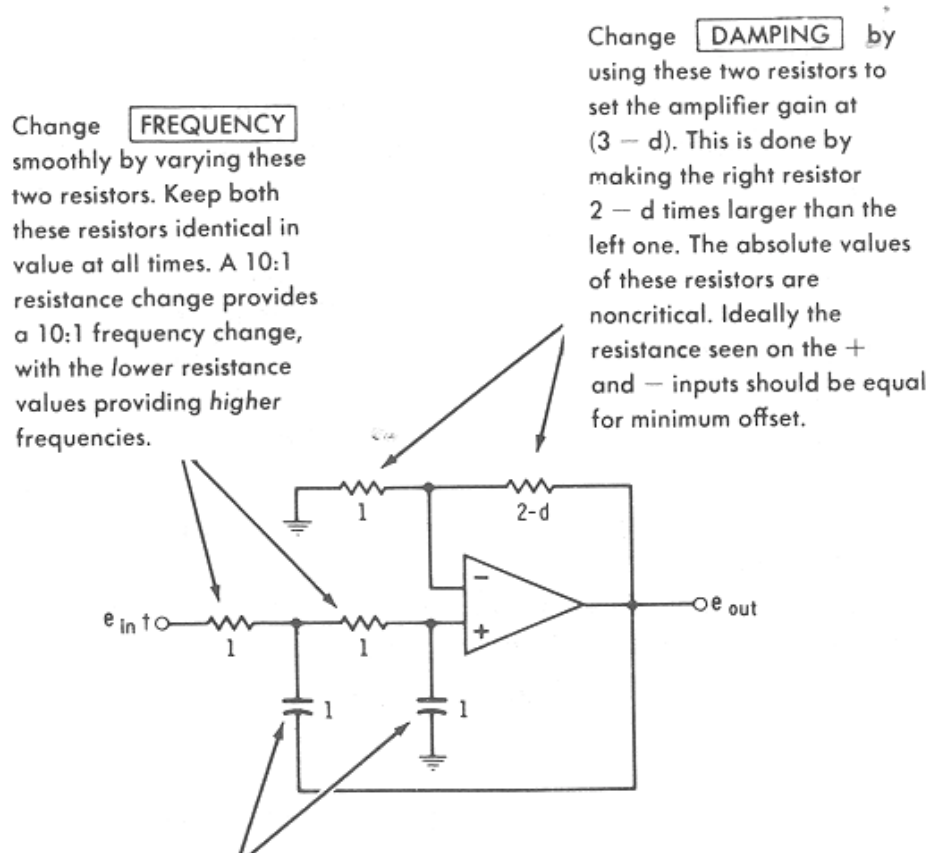 Change DAMPING by
using these two resistors to
set the amplifier gain at
(3 — d). This is done by
making the right resistor
2 — d times larger than the
left one. The absolute values
of these resistors are
noncritical. Ideally the
resistance seen on the +
and — inputs should be equal
for minimum offset.
Change FREQUENCY
smoothly by varying these
two resistors. Keep both
these resistors identical in
value at all times. A 10:1
resistance change provides
a 10:1 frequency change,
with the lower resistance
values providing higher
frequencies.
1
2-d
−
e in †
1
1
+
e out
1
1